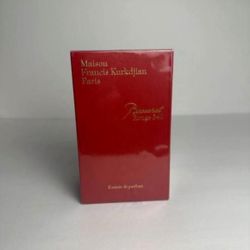 Maison
Francis Kurkdjian
Paris
Baccarat
Rouge 540
Extrait de parfum